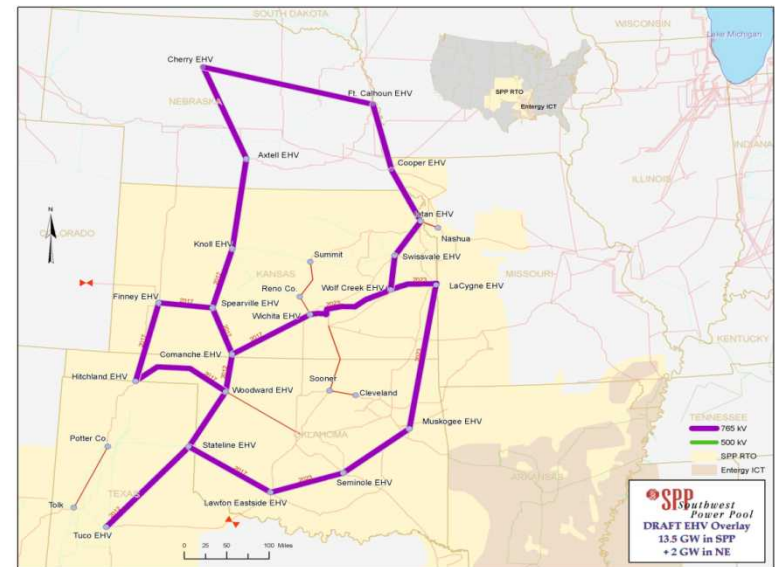 SOUTH DAKOTA
WISCONSIN
Lake Michigan
Cherry EHV
NEBRASKA
Ft. Calhoun EHV
SPP RTO
Entergy ICT
INDIANA
Axtell EHV
Cooper EHV
ILLINOIS
N
COLORADO
Iatan EHV
Nashua
Knoll EHV
Summit
Swissvale EHV
KANSAS
MISSOURI
Reno Co.
Wolf Creek EHV
LaCygne EHV
Finney EHV
Spearville EHV
Wichita EHV
KENTUCKY
Comanche EHV
Hitchland EHV
Woodward EHV
Sooner
Cleveland
TENNESSEE
765 kV
500 kV
SPP RTO
Entergy ICT
Potter Co.
OKLAHOMA
Muskogee EHV
Stateline EHV
ARKANSAS
Seminole EHV
TEXAS
Lawton Eastside EHV
Tolk
Tuco EHV
0 25 50 100 Miles
SPP Southwest
Power Pool
DRAFT EHV Overlay
13.5 GW in SPP
+ 2 GW in NE